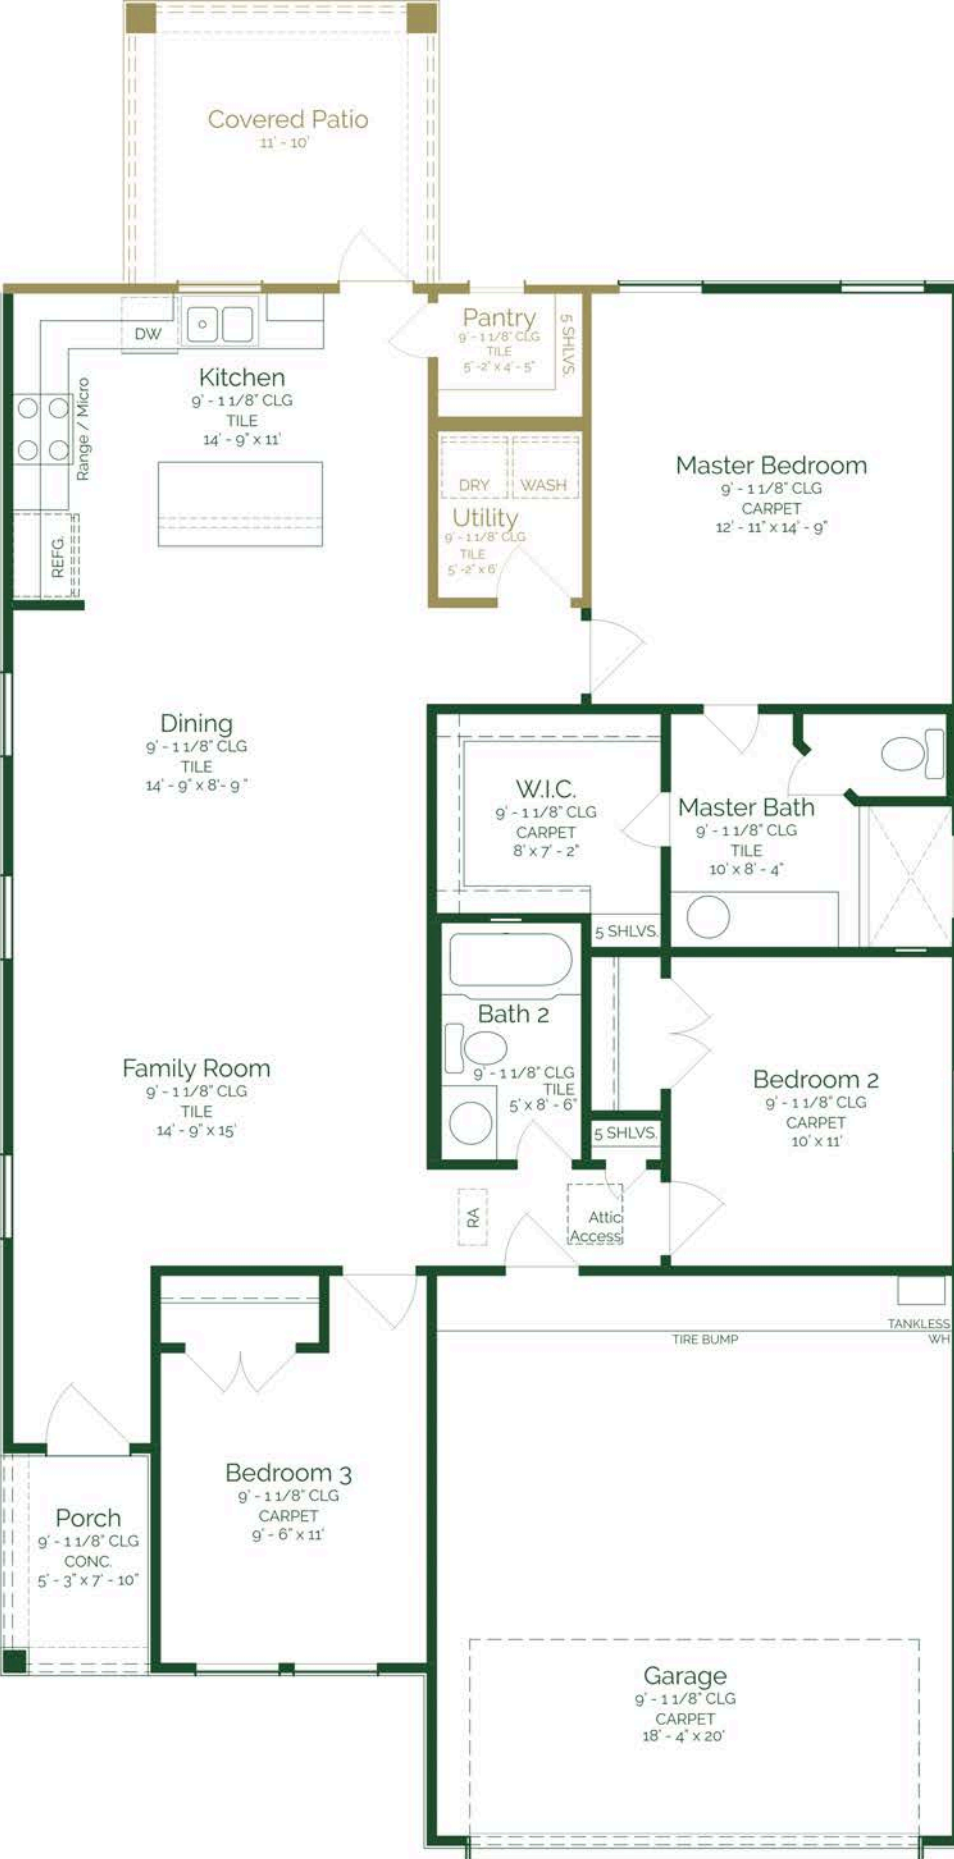 Covered Patio
11' - 10'
Pantry
9' - 1 1/8" CLG
TILE
5' -2" x 4' - 5"
5 SHLVS.
DW
Kitchen
9' - 1 1/8" CLG
TILE
14' - 9" x 11'
Range / Micro
REFG.
DRY
WASH
Utility
9' - 1 1/8" CLG
TILE
5' -2" x 6'
Master Bedroom
9' - 1 1/8" CLG
CARPET
12' - 11" x 14' - 9"
Dining
9' - 1 1/8" CLG
TILE
14' - 9" x 8'- 9 "
W.I.C.
9' - 1 1/8" CLG
CARPET
8' x 7' - 2"
5 SHLVS.
Master Bath
9' - 1 1/8" CLG
TILE
10' x 8' - 4"
Bath 2
9' - 1 1/8" CLG
TILE
5' x 8' - 6"
5 SHLVS.
Family Room
9' - 1 1/8" CLG
TILE
14' - 9" x 15'
Bedroom 2
9' - 1 1/8" CLG
CARPET
10' x 11'
RA
Attic
Access
TANKLESS
WH
TIRE BUMP
Bedroom 3
9' - 1 1/8" CLG
CARPET
9' - 6" x 11'
Porch
9' - 1 1/8" CLG
CONC.
5' - 3" x 7' - 10"
Garage
9' - 1 1/8" CLG
CARPET
18' - 4" x 20'